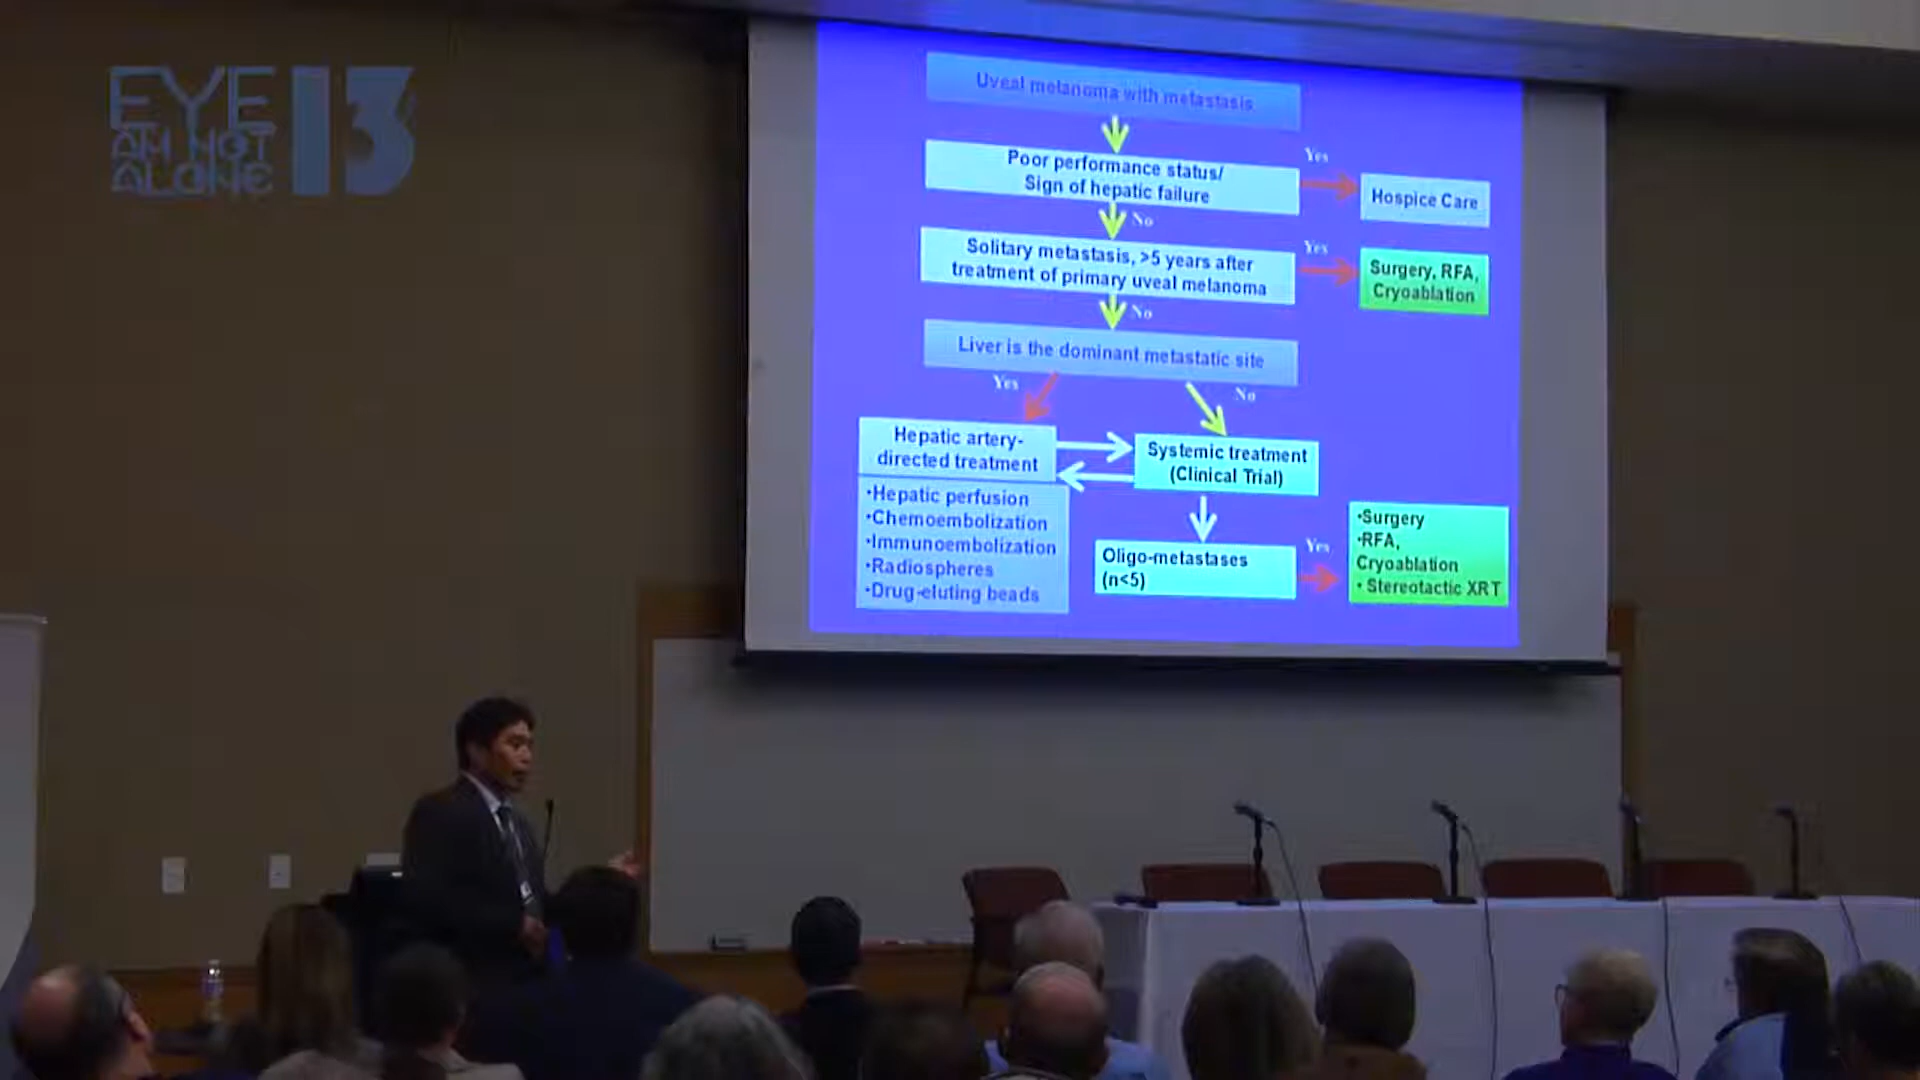 EYE
AM NOT
ALONE
13
Uveal melanoma with metastasis
Poor performance status/
Sign of hepatic failure
Yes
Hospice Care
No
Solitary metastasis, >5 years after
treatment of primary uveal melanoma
Yes
Surgery, RFA,
Cryoablation
No
Liver is the dominant metastatic site
Yes
No
Hepatic artery-
directed treatment
•Hepatic perfusion
•Chemoembolization
•Immunoembolization
•Radiospheres
•Drug-eluting beads
Systemic treatment
(Clinical Trial)
Oligo-metastases
(n<5)
Yes
•Surgery
•RFA,
Cryoablation
• Stereotactic XRT